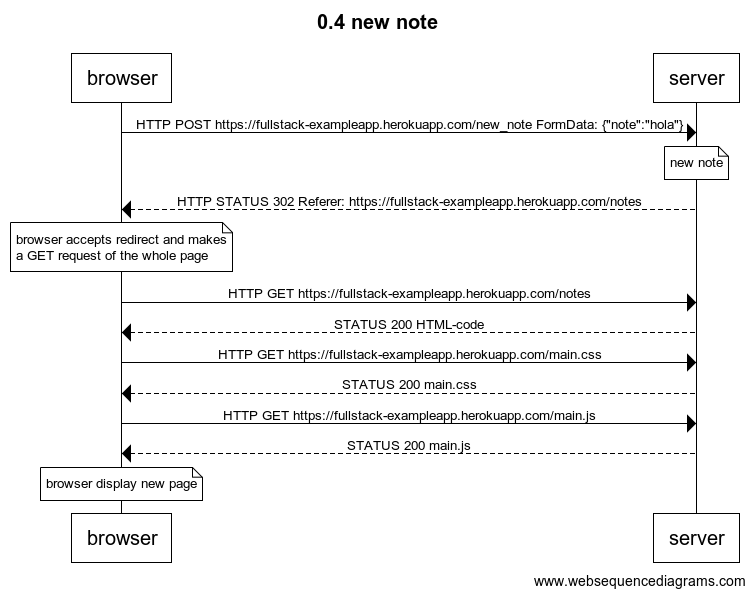 0.4 new note
browser
server
HTTP POST https://fullstack-exampleapp.herokuapp.com/new_note FormData: {"note":"hola"}
new note
HTTP STATUS 302 Referer: https://fullstack-exampleapp.herokuapp.com/notes
browser accepts redirect and makes
a GET request of the whole page
HTTP GET https://fullstack-exampleapp.herokuapp.com/notes
STATUS 200 HTML-code
HTTP GET https://fullstack-exampleapp.herokuapp.com/main.css
STATUS 200 main.css
HTTP GET https://fullstack-exampleapp.herokuapp.com/main.js
STATUS 200 main.js
browser display new page
browser
server
www.websequencediagrams.com